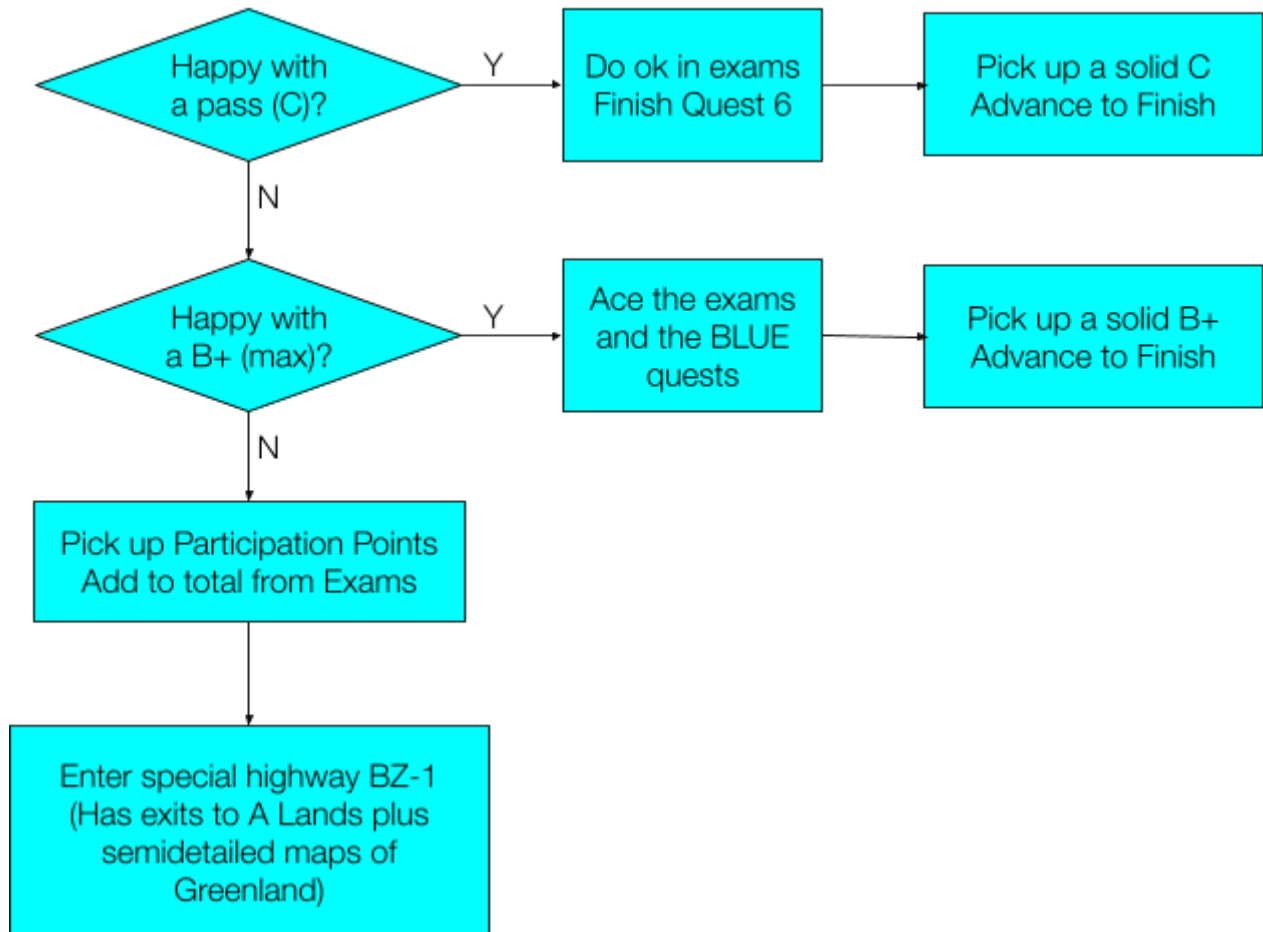 Happy with
a pass (C)?
Y
Do ok in exams
Finish Quest 6
Pick up a solid C
Advance to Finish
N
Happy with
a B+ (max)?
Y
Ace the exams
and the BLUE
quests
Pick up a solid B+
Advance to Finish
N
Pick up Participation Points
Add to total from Exams
Enter special highway BZ-1
(Has exits to A Lands plus
semidetailed maps of
Greenland)